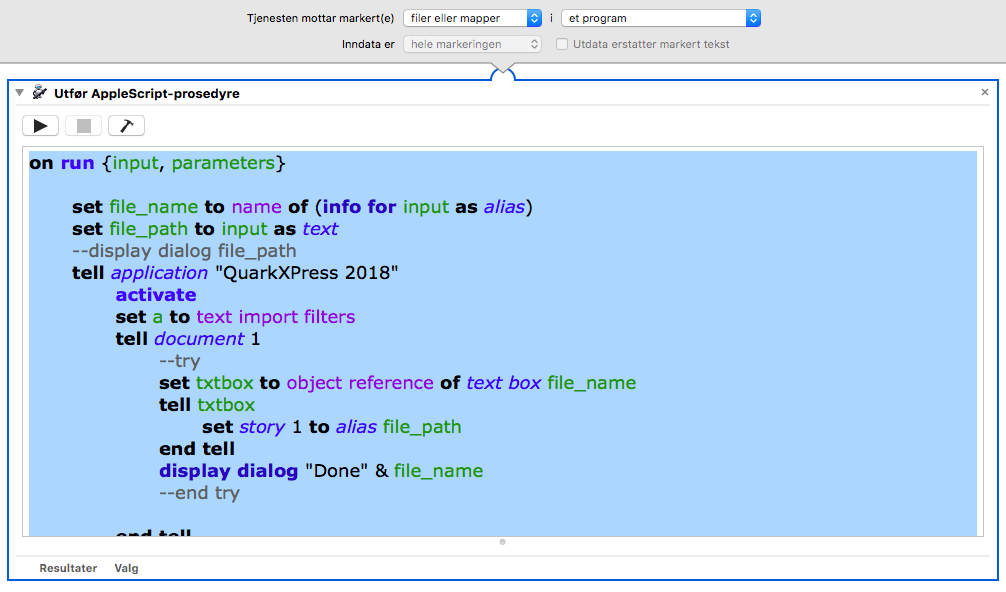 Tjenesten mottar markert(e) filer eller mapper i et program
Inndata er hele markeringen Utdata erstatter markert tekst
Utfør AppleScript-prosedyre
on run {input, parameters}
set file_name to name of (info for input as alias)
set file_path to input as text
--display dialog file_path
tell application "QuarkXPress 2018"
activate
set a to text import filters
tell document 1
--try
set txtbox to object reference of text box file_name
tell txtbox
set story 1 to alias file_path
end tell
display dialog "Done" & file_name
--end try
end tell
Resultater Valg